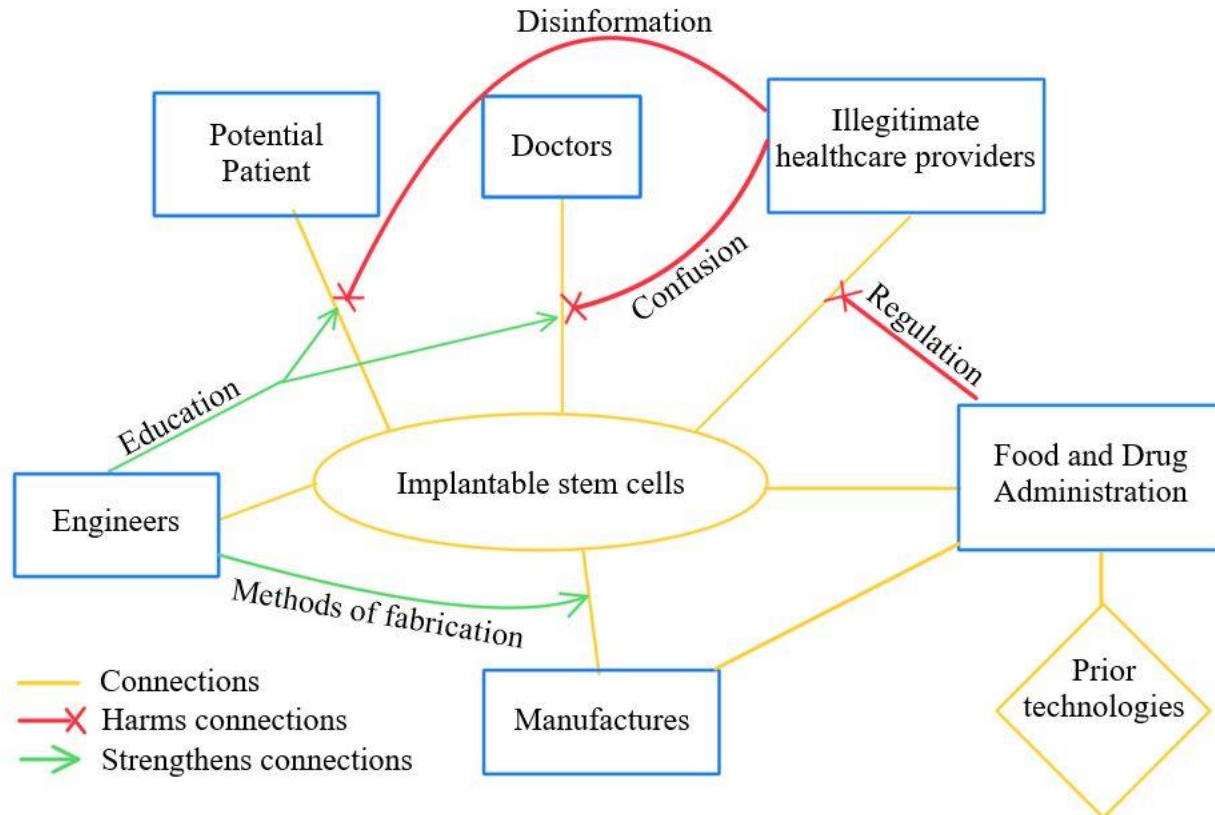 Disinformation
Potential
Patient
Doctors
Illegitimate
healthcare providers
Confusion
Regulation
Education
Engineers
Implantable stem cells
Food and Drug
Administration
Methods of fabrication
Manufactures
Prior
technologies
Connections
Harms connections
Strengthens connections